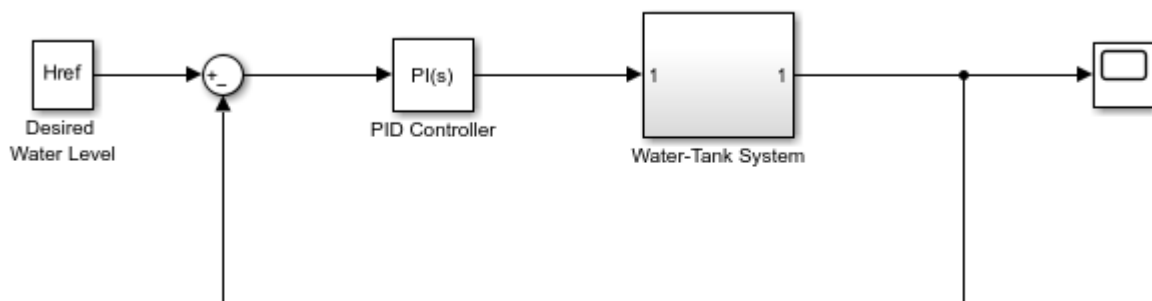 Href
+
−
PI(s)
1
1
Desired
Water Level
PID Controller
Water-Tank System